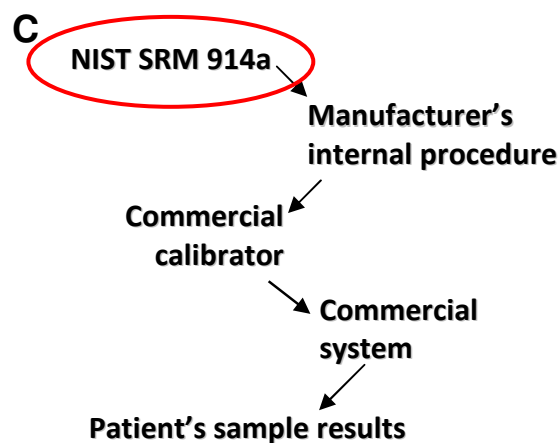 C
NIST SRM 914a
Manufacturer’s
internal procedure
Commercial
calibrator
Commercial
system
Patient’s sample results